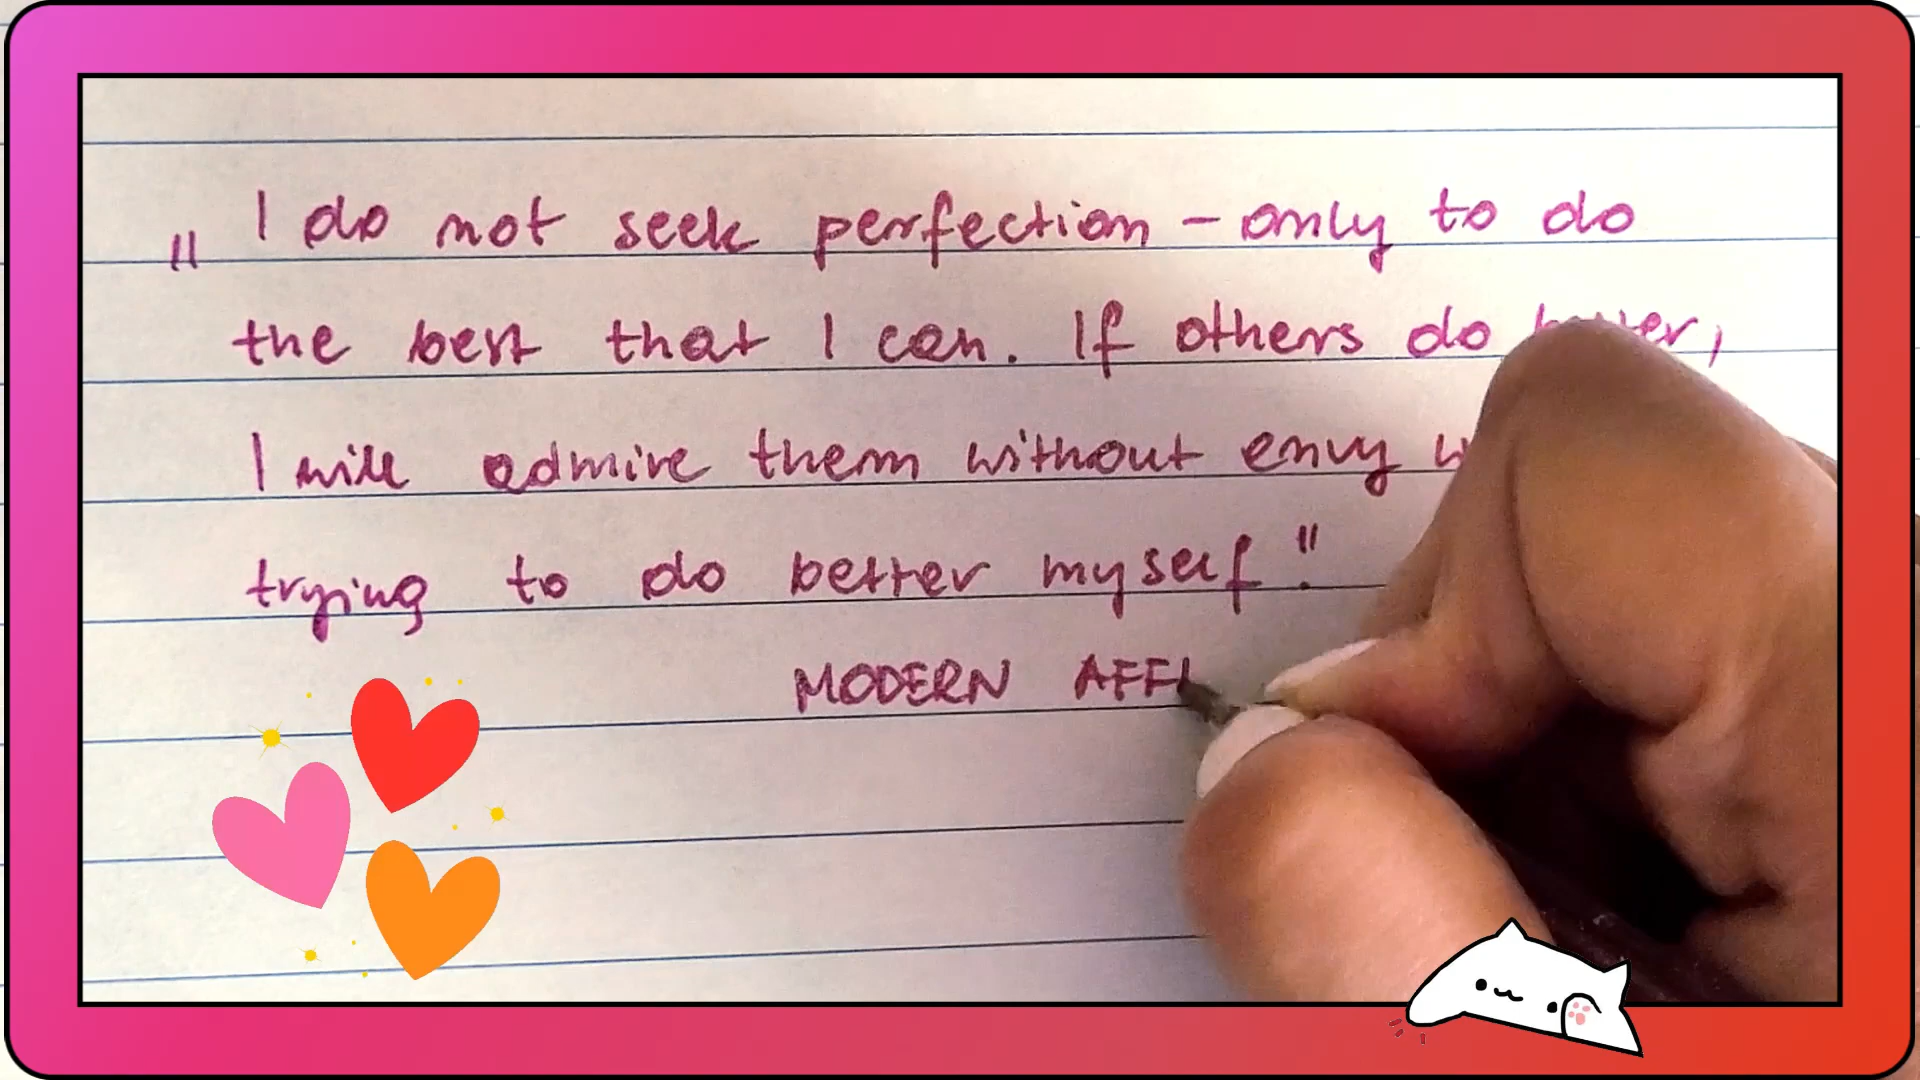 „ I do not seek perfection - only to do
the best that I can. If others do better,
I will admire them without envy
trying to do better myself!"
MODERN